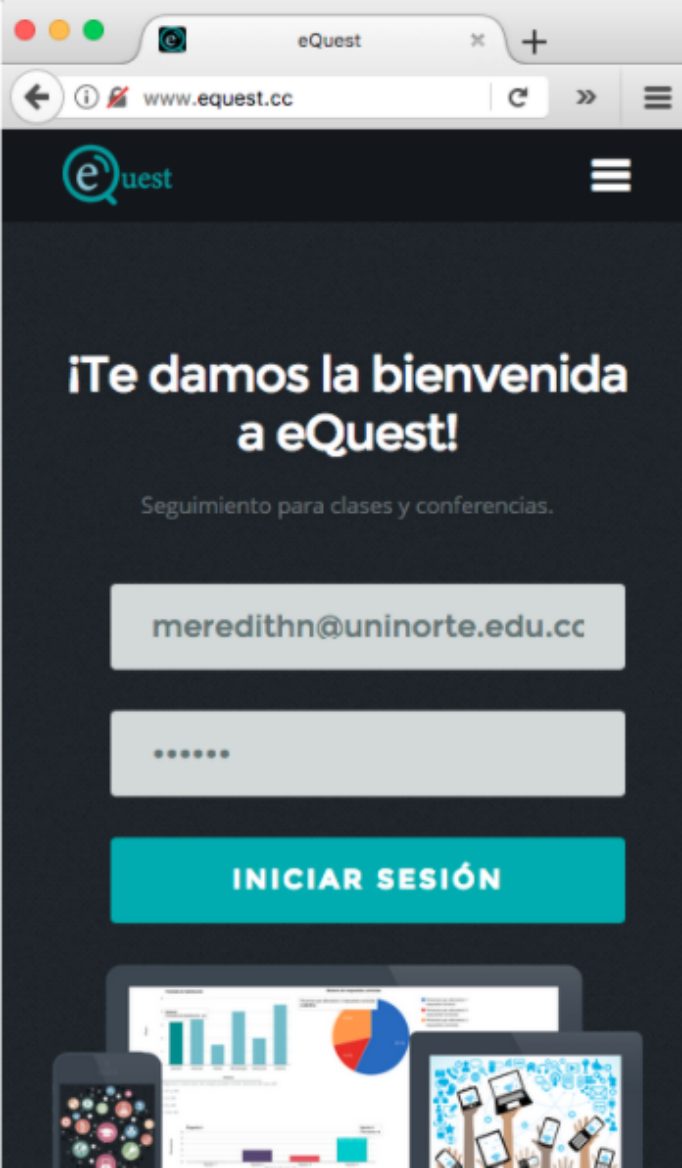 eQuest
www.equest.cc
eQuest
¡Te damos la bienvenida
a eQuest!
Seguimiento para clases y conferencias.
meredithn@uninorte.edu.cc
••••••
INICIAR SESIÓN